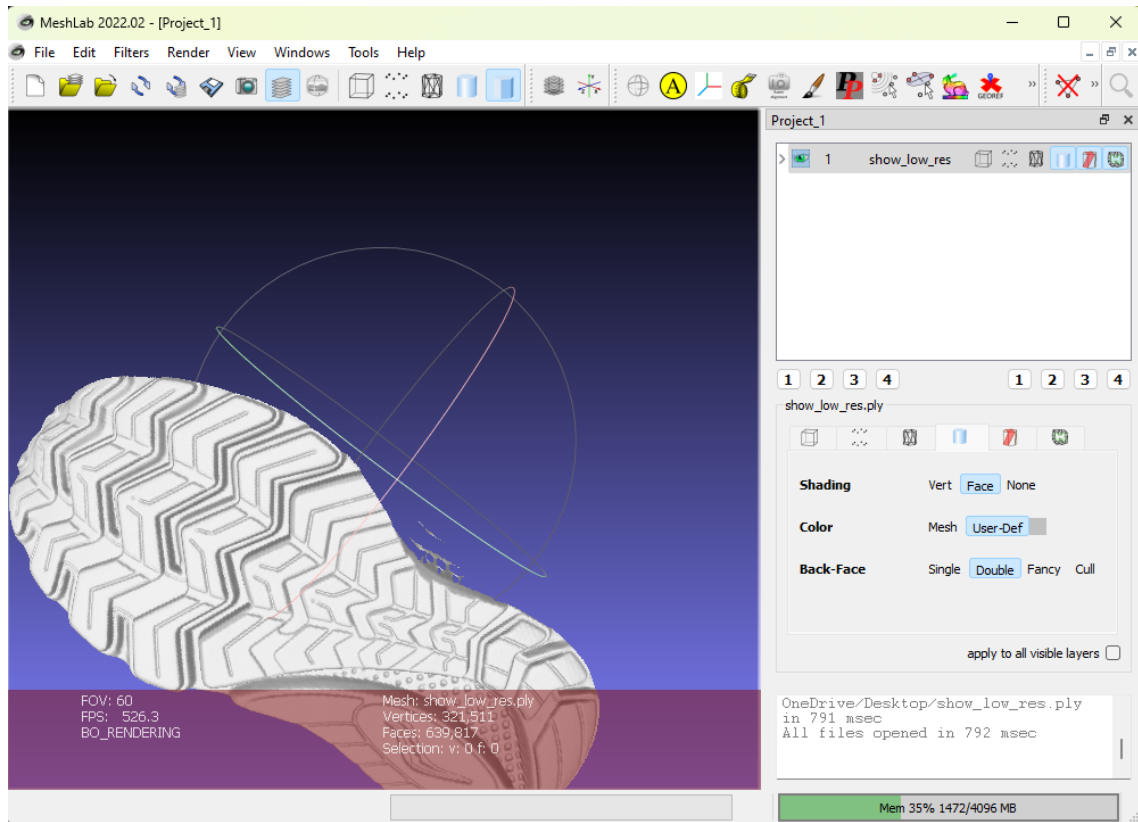 MeshLab 2022.02 - [Project_1]
File Edit Filters Render View Windows Tools Help
A
PP
GEOREF
»
»
Project_1
1 show_low_res
1 2 3 4 1 2 3 4
show_low_res.ply
Shading Vert Face None
Color Mesh User-Def
Back-Face Single Double Fancy Cull
apply to all visible layers
FOV: 60
FPS: 526.3
BO_RENDERING
Mesh: show_low_res.ply
Vertices: 321,511
Faces: 639,817
Selection: v: 0 f: 0
OneDrive/Desktop/show_low_res.ply
in 791 msec
All files opened in 792 msec
Mem 35% 1472/4096 MB